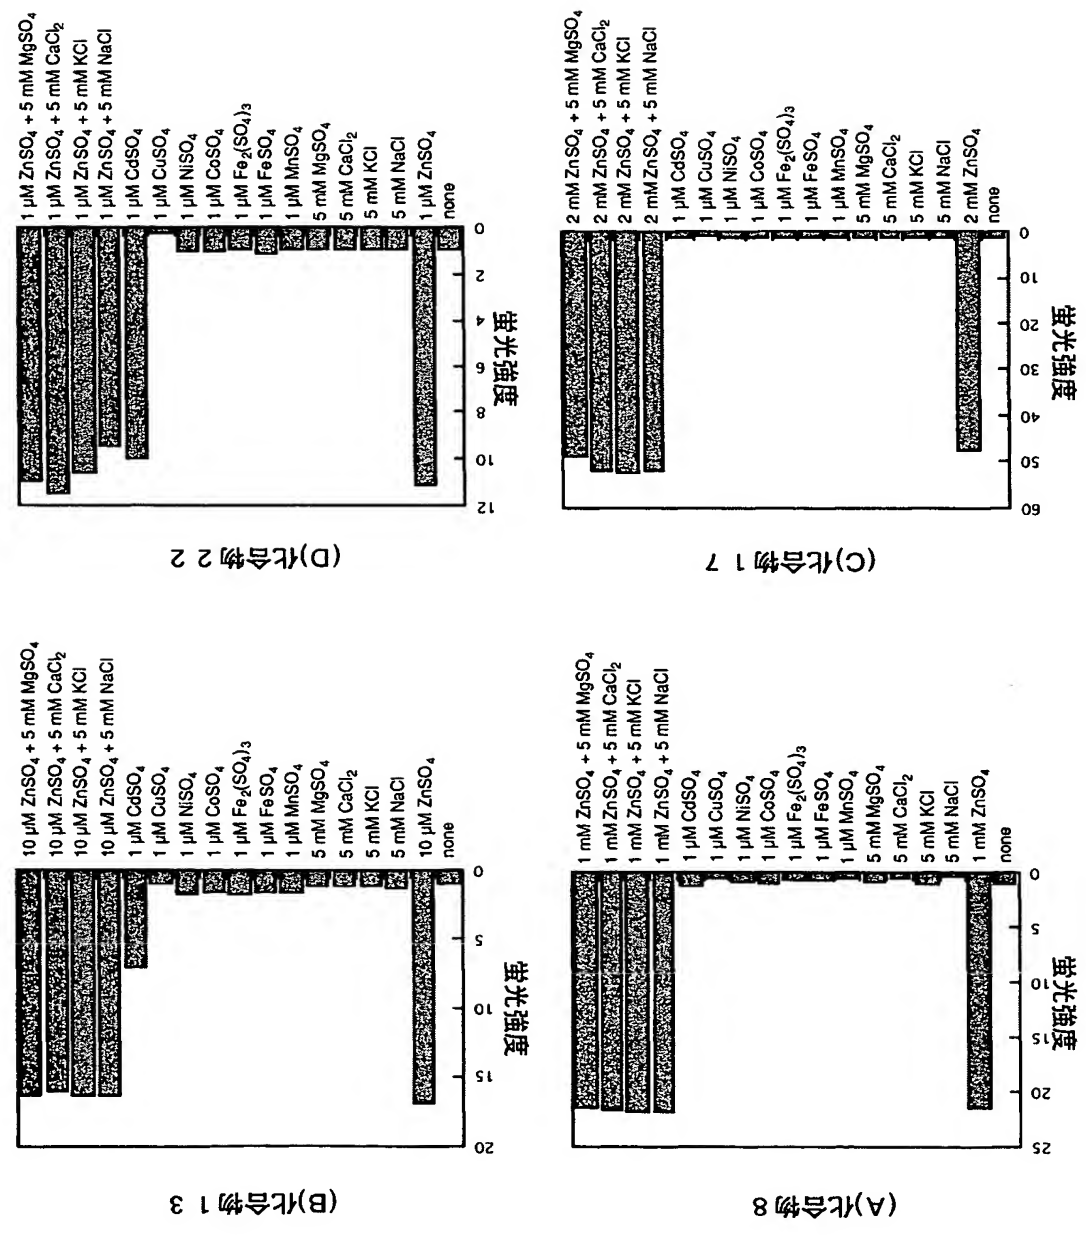 (A)化合物8
蛍光強度
25
20
15
10
5
0
none
1 mM ZnSO4
5 mM NaCl
5 mM KCl
5 mM CaCl2
5 mM MgSO4
1 µM MnSO4
1 µM FeSO4
1 µM Fe2(SO4)3
1 µM CoSO4
1 µM NiSO4
1 µM CuSO4
1 µM CdSO4
1 mM ZnSO4 + 5 mM NaCl
1 mM ZnSO4 + 5 mM KCl
1 mM ZnSO4 + 5 mM CaCl2
1 mM ZnSO4 + 5 mM MgSO4
(B)化合物13
蛍光強度
20
15
10
5
0
none
10 µM ZnSO4
5 mM NaCl
5 mM KCl
5 mM CaCl2
5 mM MgSO4
1 µM MnSO4
1 µM FeSO4
1 µM Fe2(SO4)3
1 µM CoSO4
1 µM NiSO4
1 µM CuSO4
1 µM CdSO4
10 µM ZnSO4 + 5 mM NaCl
10 µM ZnSO4 + 5 mM KCl
10 µM ZnSO4 + 5 mM CaCl2
10 µM ZnSO4 + 5 mM MgSO4
(C)化合物17
蛍光強度
60
50
40
30
20
10
0
none
2 mM ZnSO4
5 mM NaCl
5 mM KCl
5 mM CaCl2
5 mM MgSO4
1 µM MnSO4
1 µM FeSO4
1 µM Fe2(SO4)3
1 µM CoSO4
1 µM NiSO4
1 µM CuSO4
1 µM CdSO4
2 mM ZnSO4 + 5 mM NaCl
2 mM ZnSO4 + 5 mM KCl
2 mM ZnSO4 + 5 mM CaCl2
2 mM ZnSO4 + 5 mM MgSO4
(D)化合物22
蛍光強度
12
10
8
6
4
2
0
none
1 µM ZnSO4
5 mM NaCl
5 mM KCl
5 mM CaCl2
5 mM MgSO4
1 µM MnSO4
1 µM FeSO4
1 µM Fe2(SO4)3
1 µM CoSO4
1 µM NiSO4
1 µM CuSO4
1 µM CdSO4
1 µM ZnSO4 + 5 mM NaCl
1 µM ZnSO4 + 5 mM KCl
1 µM ZnSO4 + 5 mM CaCl2
1 µM ZnSO4 + 5 mM MgSO4